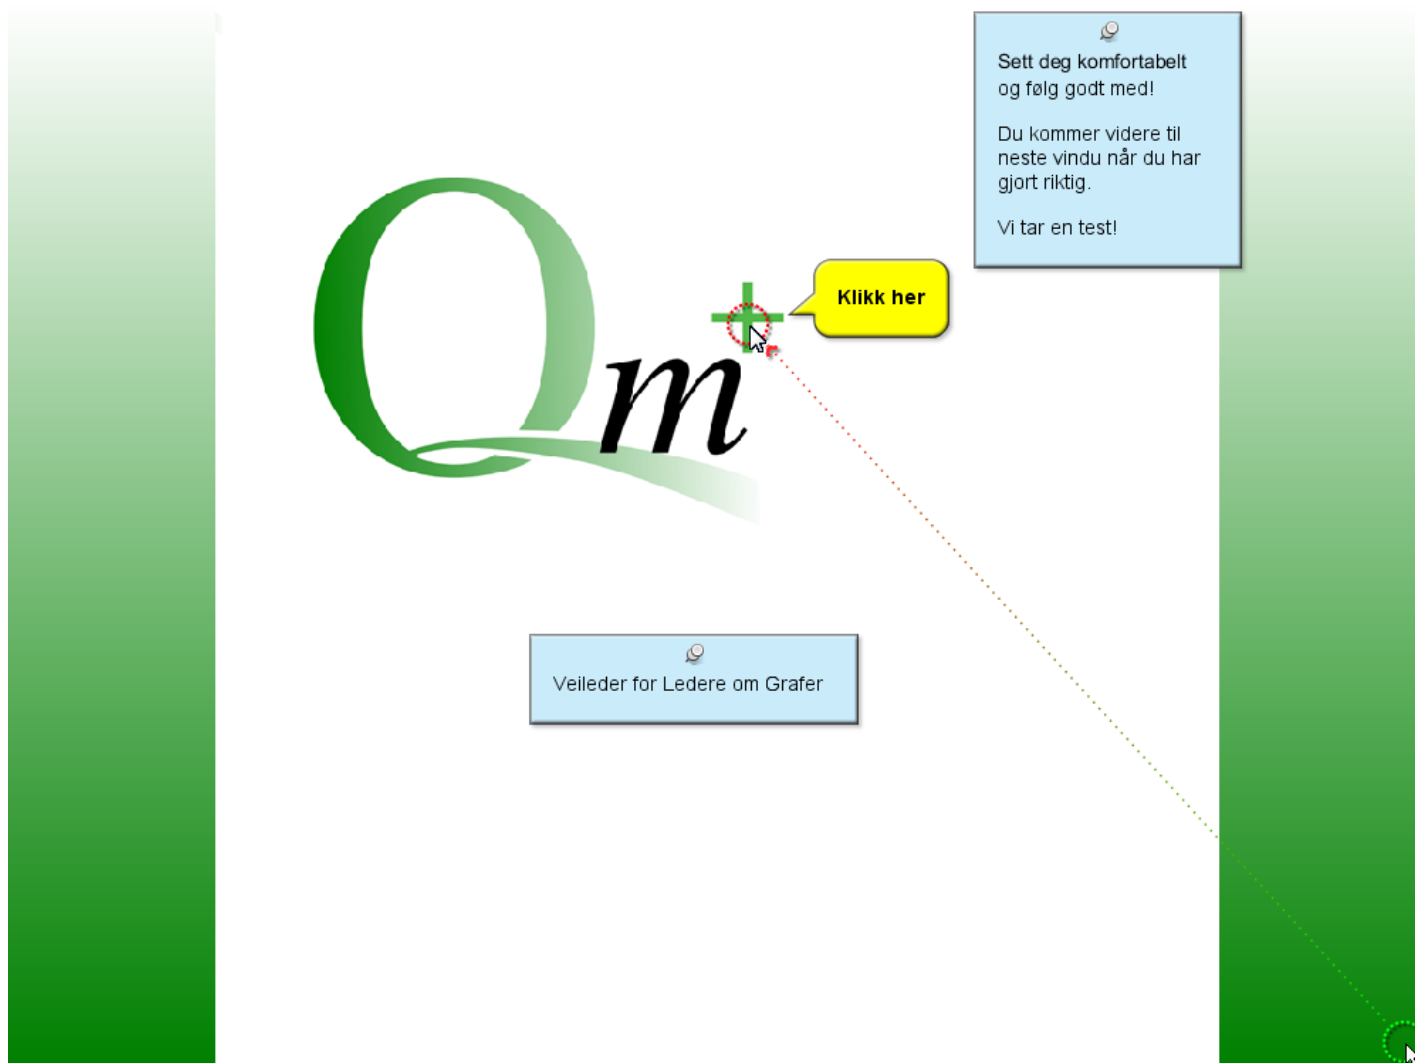 Sett deg komfortabelt
og følg godt med!
Du kommer videre til
neste vindu når du har
gjort riktig.
Vi tar en test!
Klikk her
Qm+
Veileder for Ledere om Grafer